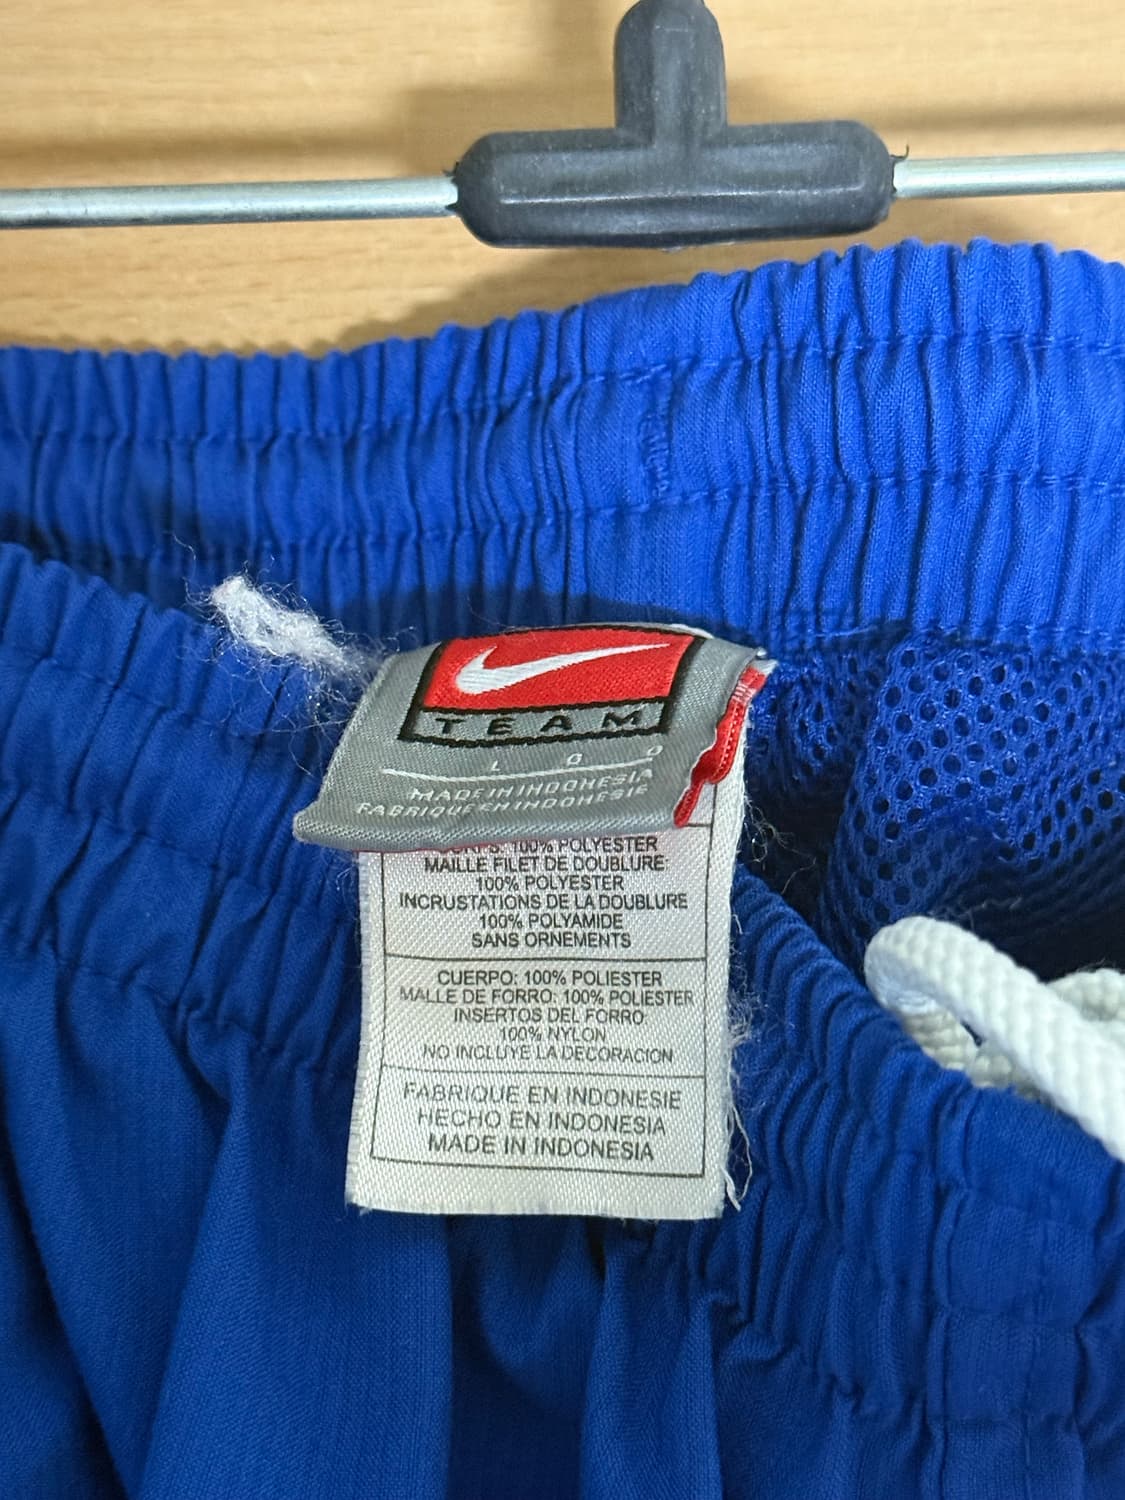 TEAM
L G G
MADE IN INDONESIA
FABRIQUE EN INDONESIE
100% POLYESTER
MAILLE FILET DE DOUBLURE
100% POLYESTER
INCRUSTATIONS DE LA DOUBLURE
100% POLYAMIDE
SANS ORNEMENTS
CUERPO: 100% POLIESTER
MALLE DE FORRO: 100% POLIESTER
INSERTOS DEL FORRO
100% NYLON
NO INCLUYE LA DECORACION
FABRIQUE EN INDONESIE
HECHO EN INDONESIA
MADE IN INDONESIA